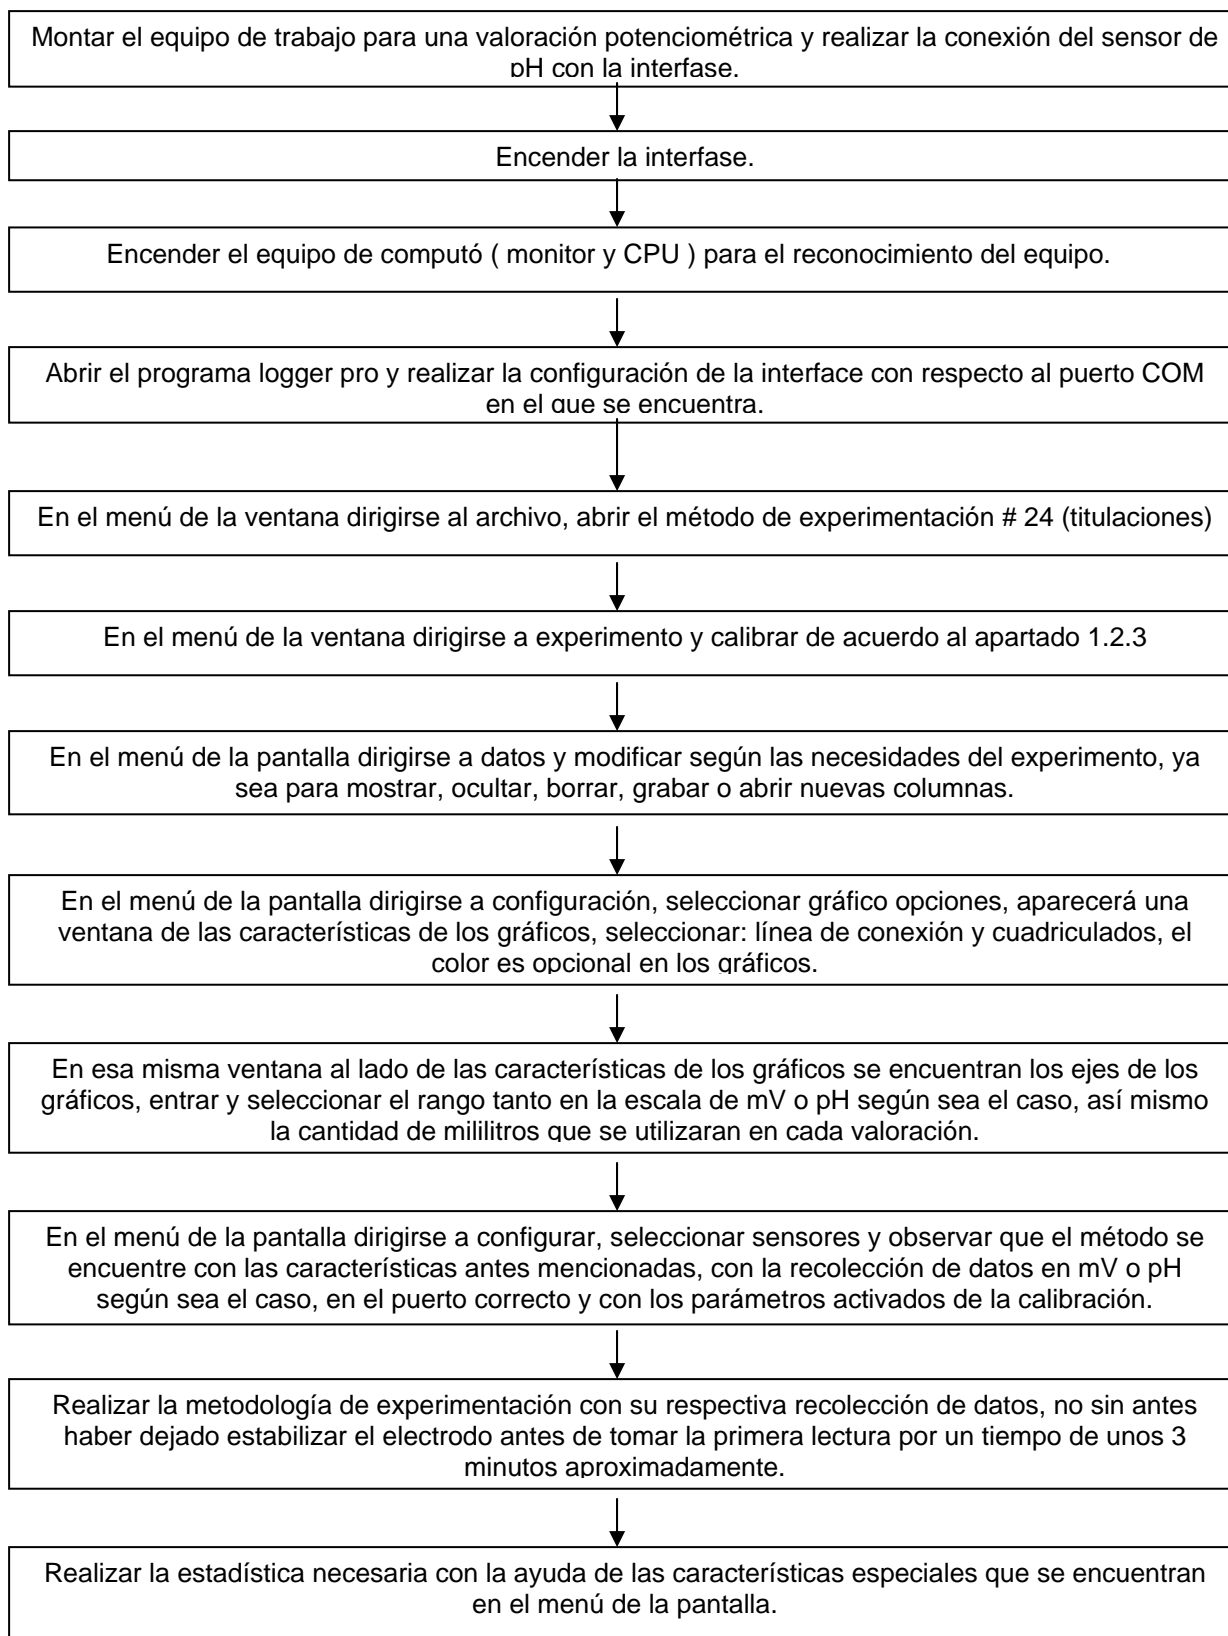 Montar el equipo de trabajo para una valoración potenciométrica y realizar la conexión del sensor de
pH con la interfase.
Encender la interfase.
Encender el equipo de computó ( monitor y CPU ) para el reconocimiento del equipo.
Abrir el programa logger pro y realizar la configuración de la interface con respecto al puerto COM
en el que se encuentra.
En el menú de la ventana dirigirse al archivo, abrir el método de experimentación # 24 (titulaciones)
En el menú de la ventana dirigirse a experimento y calibrar de acuerdo al apartado 1.2.3
En el menú de la pantalla dirigirse a datos y modificar según las necesidades del experimento, ya
sea para mostrar, ocultar, borrar, grabar o abrir nuevas columnas.
En el menú de la pantalla dirigirse a configuración, seleccionar gráfico opciones, aparecerá una
ventana de las características de los gráficos, seleccionar: línea de conexión y cuadriculados, el
color es opcional en los gráficos.
En esa misma ventana al lado de las características de los gráficos se encuentran los ejes de los
gráficos, entrar y seleccionar el rango tanto en la escala de mV o pH según sea el caso, así mismo
la cantidad de mililitros que se utilizaran en cada valoración.
En el menú de la pantalla dirigirse a configurar, seleccionar sensores y observar que el método se
encuentre con las características antes mencionadas, con la recolección de datos en mV o pH
según sea el caso, en el puerto correcto y con los parámetros activados de la calibración.
Realizar la metodología de experimentación con su respectiva recolección de datos, no sin antes
haber dejado estabilizar el electrodo antes de tomar la primera lectura por un tiempo de unos 3
minutos aproximadamente.
Realizar la estadística necesaria con la ayuda de las características especiales que se encuentran
en el menú de la pantalla.